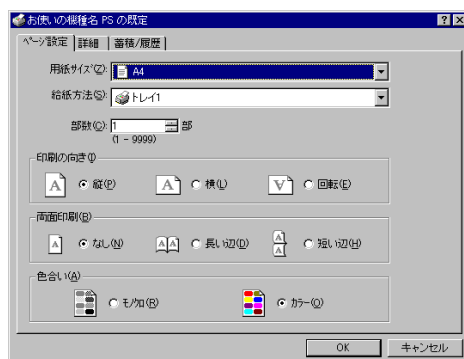 お使いの機種名 PS の既定
ページ設定 詳細 蓄積/履歴
用紙サイズ(Z): A4
給紙方法(S): トレイ1
部数(C): 1 部
(1 - 9999)
印刷の向き(I)
A 縦(P) A 横(L) A 回転(E)
両面印刷(B)
A なし(N) A A 長い辺(D) A A 短い辺(H)
色合い(A)
モノクロ(R) カラー(O)
OK キャンセル